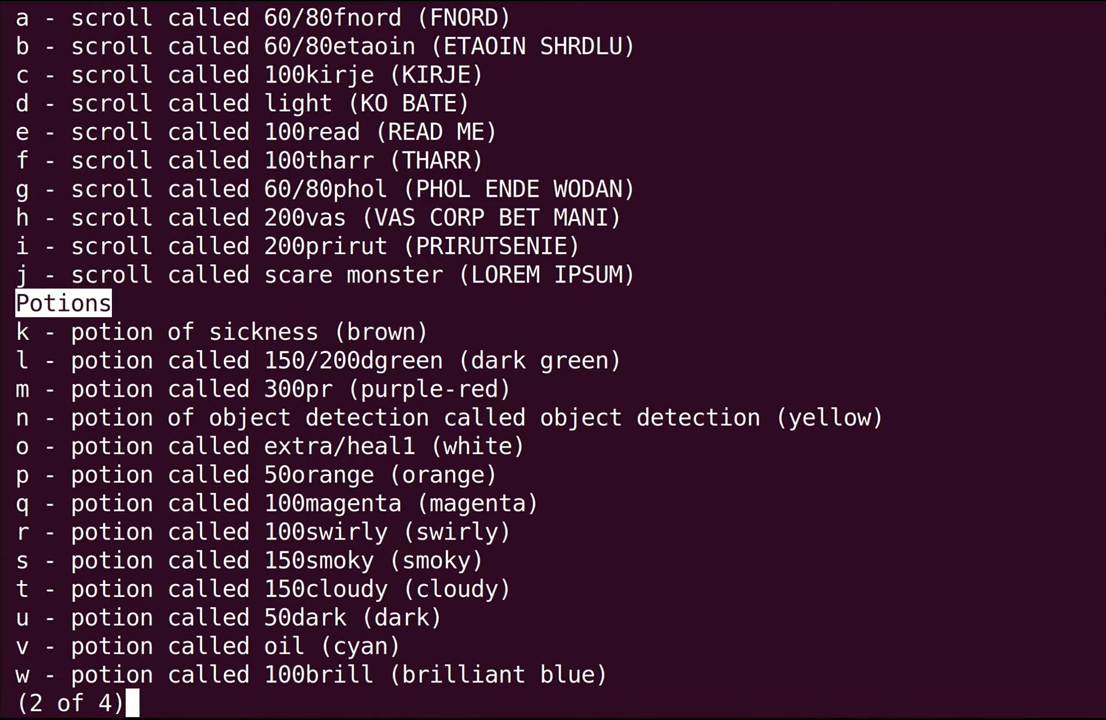 a - scroll called 60/80fnord (FNORD)
b - scroll called 60/80etaoin (ETAOIN SHRDLU)
c - scroll called 100kirje (KIRJE)
d - scroll called light (KO BATE)
e - scroll called 100read (READ ME)
f - scroll called 100tharr (THARR)
g - scroll called 60/80phol (PHOL ENDE WODAN)
h - scroll called 200vas (VAS CORP BET MANI)
i - scroll called 200prirut (PRIRUTSENIE)
j - scroll called scare monster (LOREM IPSUM)
Potions
k - potion of sickness (brown)
l - potion called 150/200dgreen (dark green)
m - potion called 300pr (purple-red)
n - potion of object detection called object detection (yellow)
o - potion called extra/heal1 (white)
p - potion called 50orange (orange)
q - potion called 100magenta (magenta)
r - potion called 100swirly (swirly)
s - potion called 150smoky (smoky)
t - potion called 150cloudy (cloudy)
u - potion called 50dark (dark)
v - potion called oil (cyan)
w - potion called 100brill (brilliant blue)
(2 of 4)